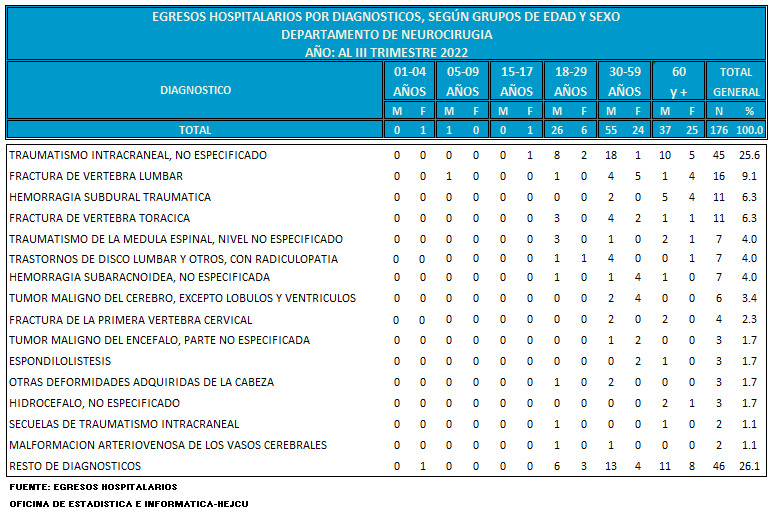 EGRESOS HOSPITALARIOS POR DIAGNOSTICOS, SEGÚN GRUPOS DE EDAD Y SEXO
DEPARTAMENTO DE NEUROCIRUGIA
AÑO: AL III TRIMESTRE 2022
DIAGNOSTICO 01-04 AÑOS 05-09 AÑOS 15-17 AÑOS 18-29 AÑOS 30-59 AÑOS 60 y + TOTAL GENERAL
M F M F M F M F M F M F N %
TOTAL 0 1 1 0 0 1 26 6 55 24 37 25 176 100.0
TRAUMATISMO INTRACRANEAL, NO ESPECIFICADO 0 0 0 0 0 1 8 2 18 1 10 5 45 25.6
FRACTURA DE VERTEBRA LUMBAR 0 0 1 0 0 0 1 0 4 5 1 4 16 9.1
HEMORRAGIA SUBDURAL TRAUMATICA 0 0 0 0 0 0 0 0 2 0 5 4 11 6.3
FRACTURA DE VERTEBRA TORACICA 0 0 0 0 0 0 3 0 4 2 1 1 11 6.3
TRAUMATISMO DE LA MEDULA ESPINAL, NIVEL NO ESPECIFICADO 0 0 0 0 0 0 3 0 1 0 2 1 7 4.0
TRASTORNOS DE DISCO LUMBAR Y OTROS, CON RADICULOPATIA 0 0 0 0 0 0 1 1 4 0 0 1 7 4.0
HEMORRAGIA SUBARACNOIDEA, NO ESPECIFICADA 0 0 0 0 0 0 1 0 1 4 1 0 7 4.0
TUMOR MALIGNO DEL CEREBRO, EXCEPTO LOBULOS Y VENTRICULOS 0 0 0 0 0 0 0 0 2 4 0 0 6 3.4
FRACTURA DE LA PRIMERA VERTEBRA CERVICAL 0 0 0 0 0 0 0 0 2 0 2 0 4 2.3
TUMOR MALIGNO DEL ENCEFALO, PARTE NO ESPECIFICADA 0 0 0 0 0 0 0 0 1 2 0 0 3 1.7
ESPONDILOLISTESIS 0 0 0 0 0 0 0 0 0 2 1 0 3 1.7
OTRAS DEFORMIDADES ADQUIRIDAS DE LA CABEZA 0 0 0 0 0 0 1 0 2 0 0 0 3 1.7
HIDROCEFALO, NO ESPECIFICADO 0 0 0 0 0 0 0 0 0 0 2 1 3 1.7
SECUELAS DE TRAUMATISMO INTRACRANEAL 0 0 0 0 0 0 1 0 0 0 1 0 2 1.1
MALFORMACION ARTERIOVENOSA DE LOS VASOS CEREBRALES 0 0 0 0 0 0 1 0 1 0 0 0 2 1.1
RESTO DE DIAGNOSTICOS 0 1 0 0 0 0 6 3 13 4 11 8 46 26.1
FUENTE: EGRESOS HOSPITALARIOS
OFICINA DE ESTADISTICA E INFORMATICA-HEJCU